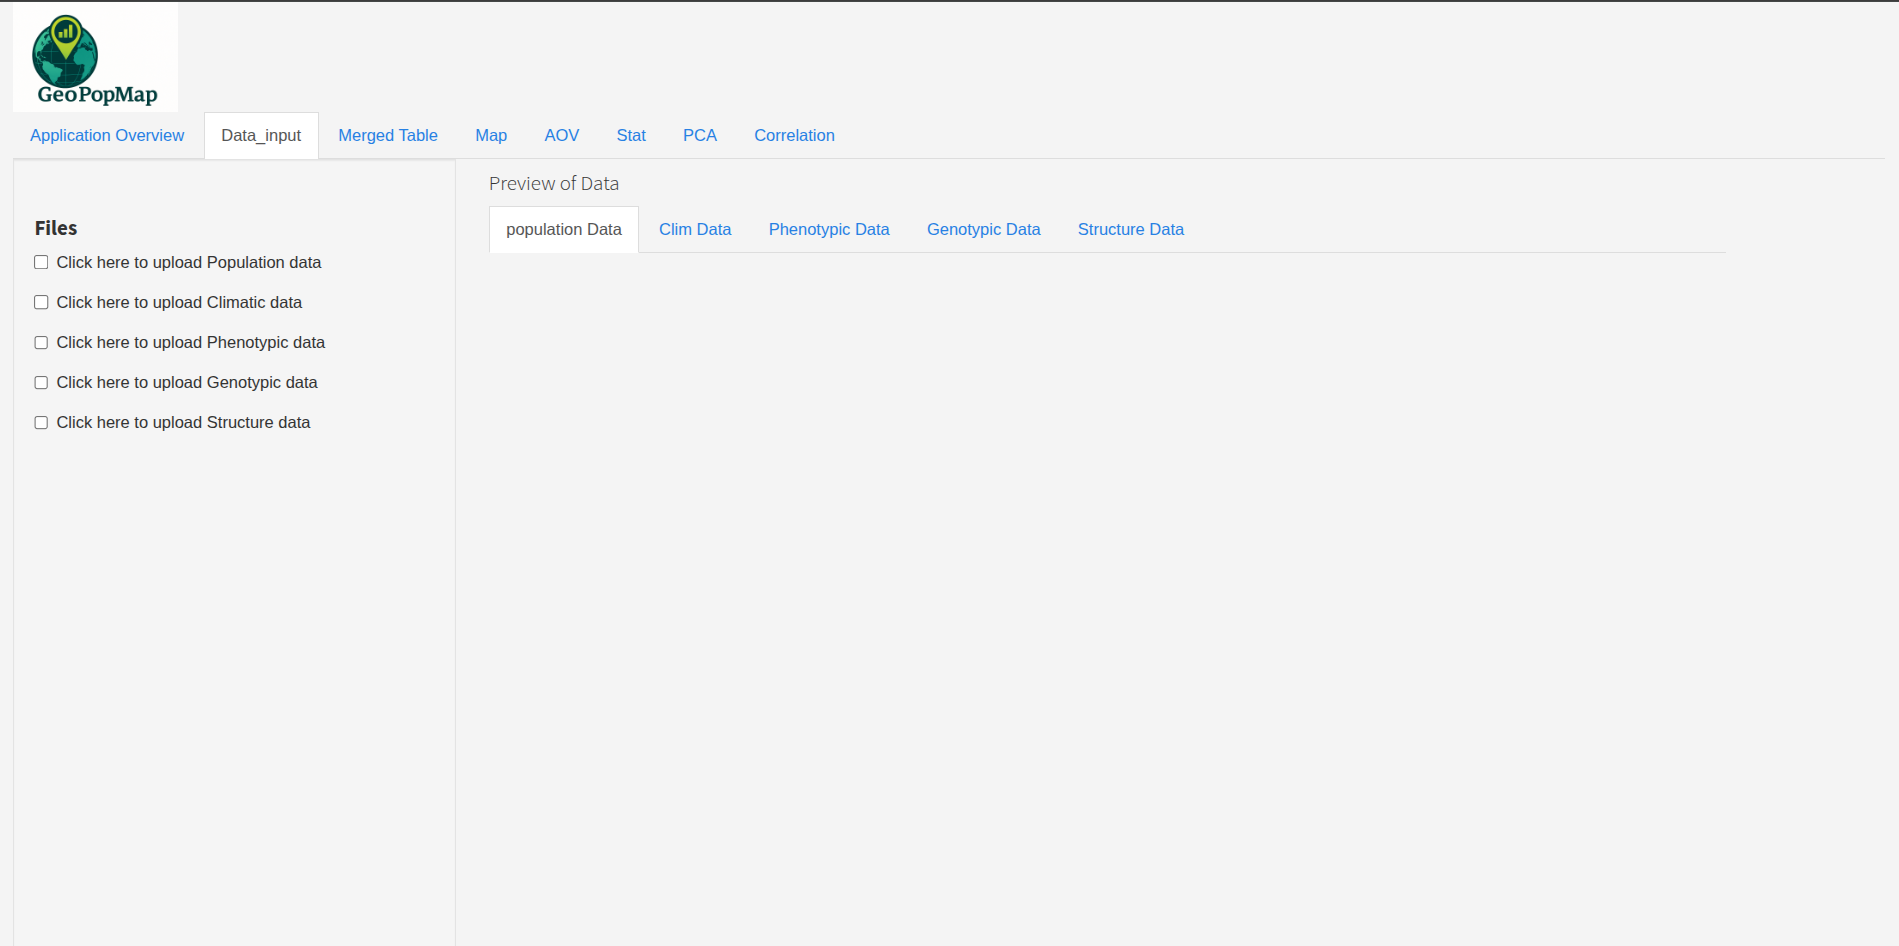 GeoPopMap
Application Overview Data_input Merged Table Map AOV Stat PCA Correlation
Preview of Data
population Data Clim Data Phenotypic Data Genotypic Data Structure Data
Files
Click here to upload Population data
Click here to upload Climatic data
Click here to upload Phenotypic data
Click here to upload Genotypic data
Click here to upload Structure data